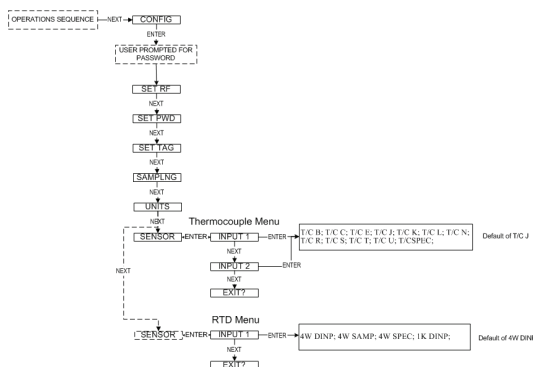 OPERATIONS SEQUENCE
NEXT
CONFIG
ENTER
USER PROMPTED FOR
PASSWORD
SET RF
NEXT
SET PWD
NEXT
SET TAG
NEXT
SAMPLNG
NEXT
UNITS
NEXT
Thermocouple Menu
SENSOR
ENTER
INPUT 1
ENTER
T/C B; T/C C; T/C E; T/C J; T/C K; T/C L; T/C N;
T/C R; T/C S; T/C T; T/C U; T/CSPEC;
Default of T/C J
NEXT
INPUT 2
ENTER
NEXT
EXIT?
NEXT
RTD Menu
SENSOR
ENTER
INPUT 1
ENTER
4W DINP; 4W SAMP; 4W SPEC; 1K DINP;
Default of 4W DINP
NEXT
EXIT?